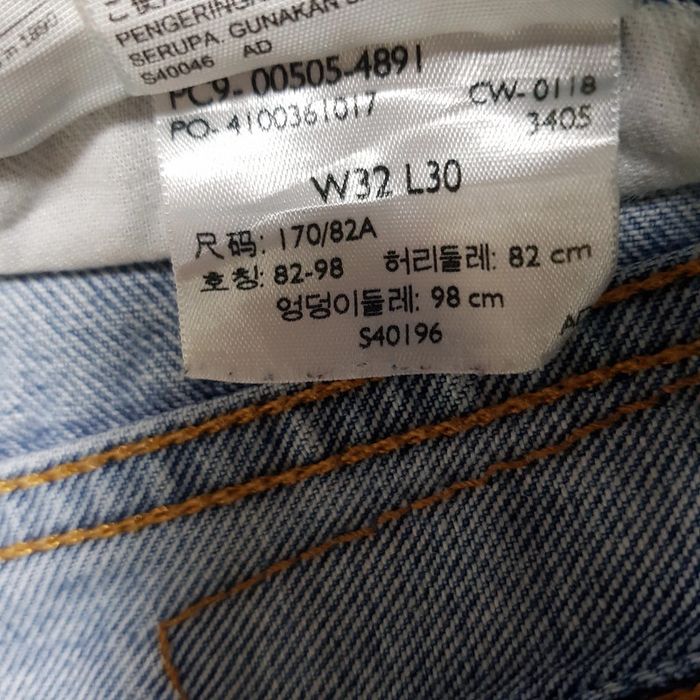 PENGERINGAN
SERUPA. GUNAKAN S
S40046 AD
PC9-00505-4891
PO-4100361017 CW-0118
3405
W32 L30
尺码: 170/82A
호칭: 82-98 허리둘레: 82 cm
엉덩이둘레: 98 cm
S40196